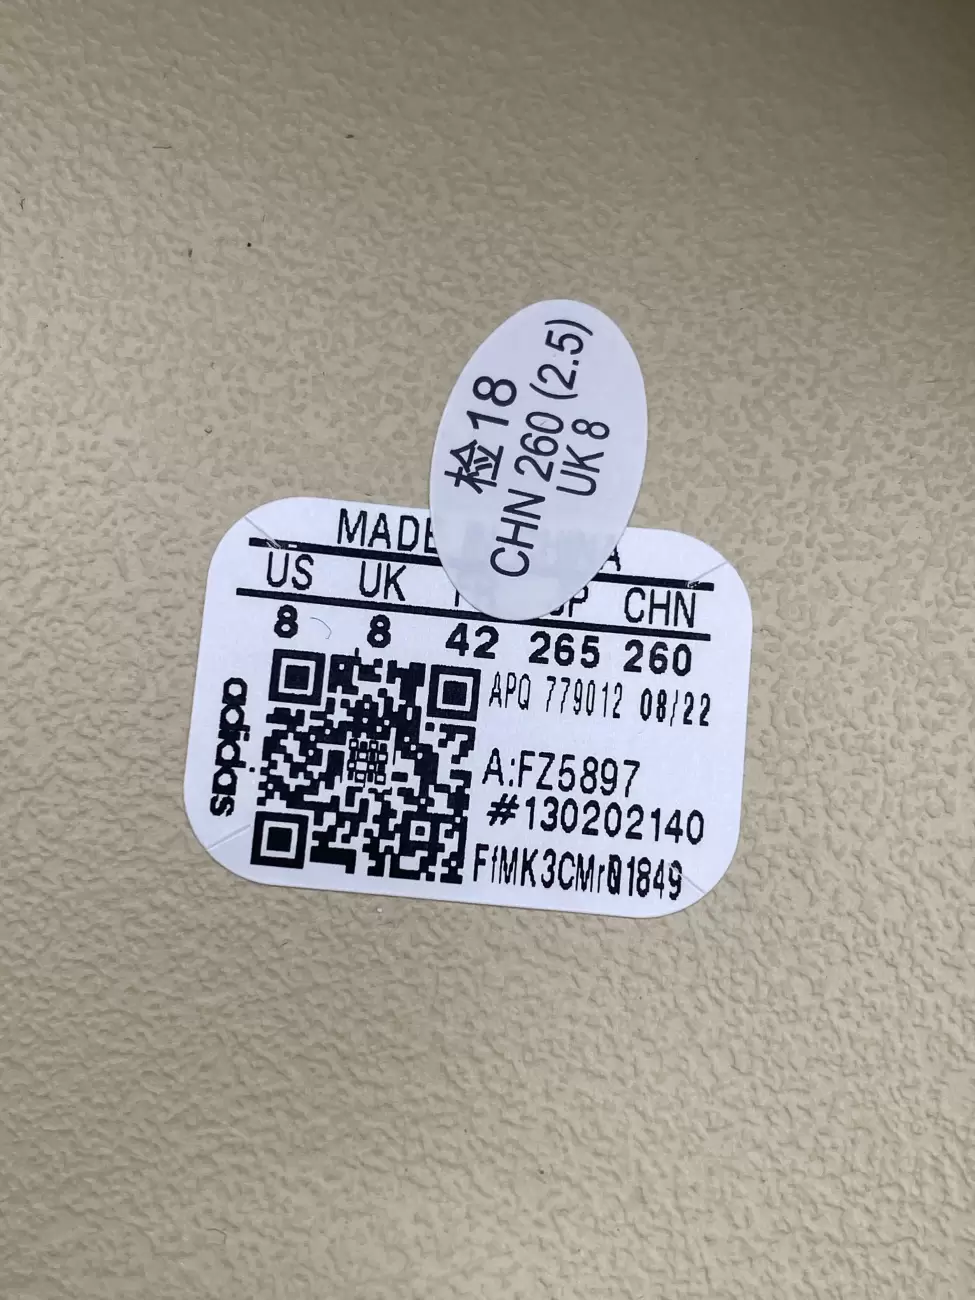 检18
CHN 260 (2.5)
UK 8
MADE
US UK CHN
8 8 42 265 260
APQ 779012 08/22
A:FZ5897
#130202140
adidas